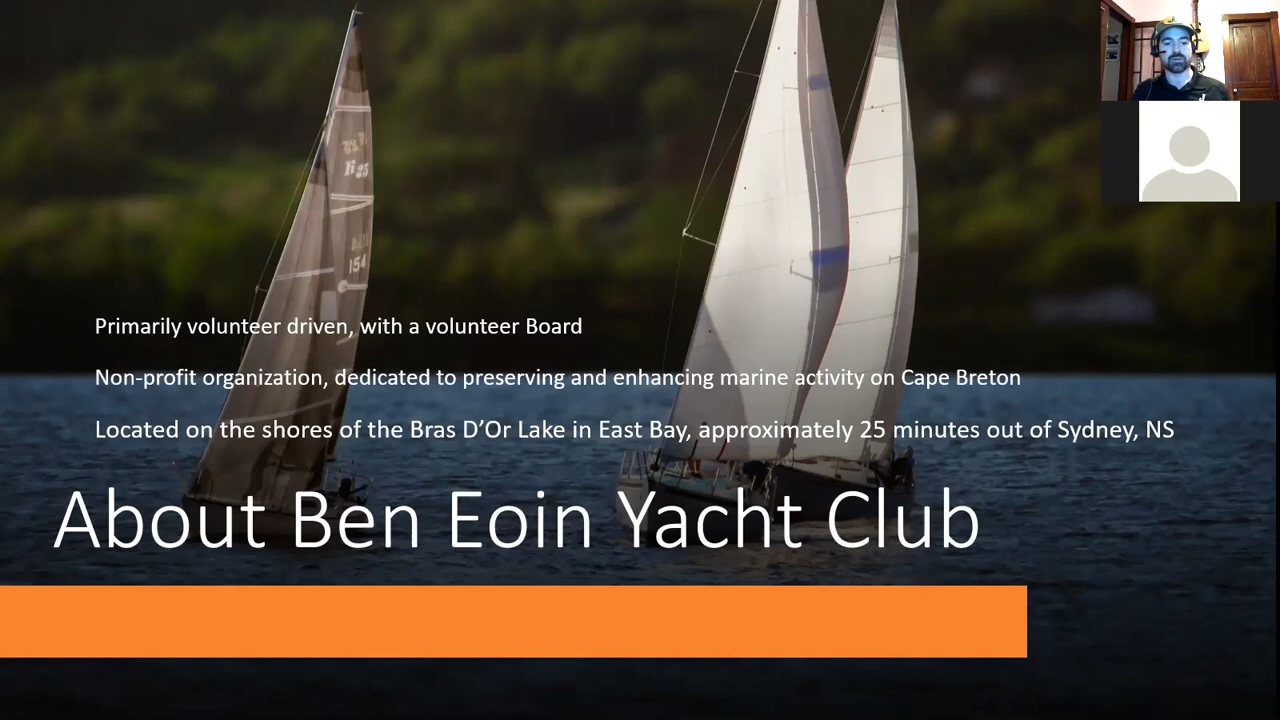 Primarily volunteer driven, with a volunteer Board
Non-profit organization, dedicated to preserving and enhancing marine activity on Cape Breton
Located on the shores of the Bras D’Or Lake in East Bay, approximately 25 minutes out of Sydney, NS
About Ben Eoin Yacht Club
154